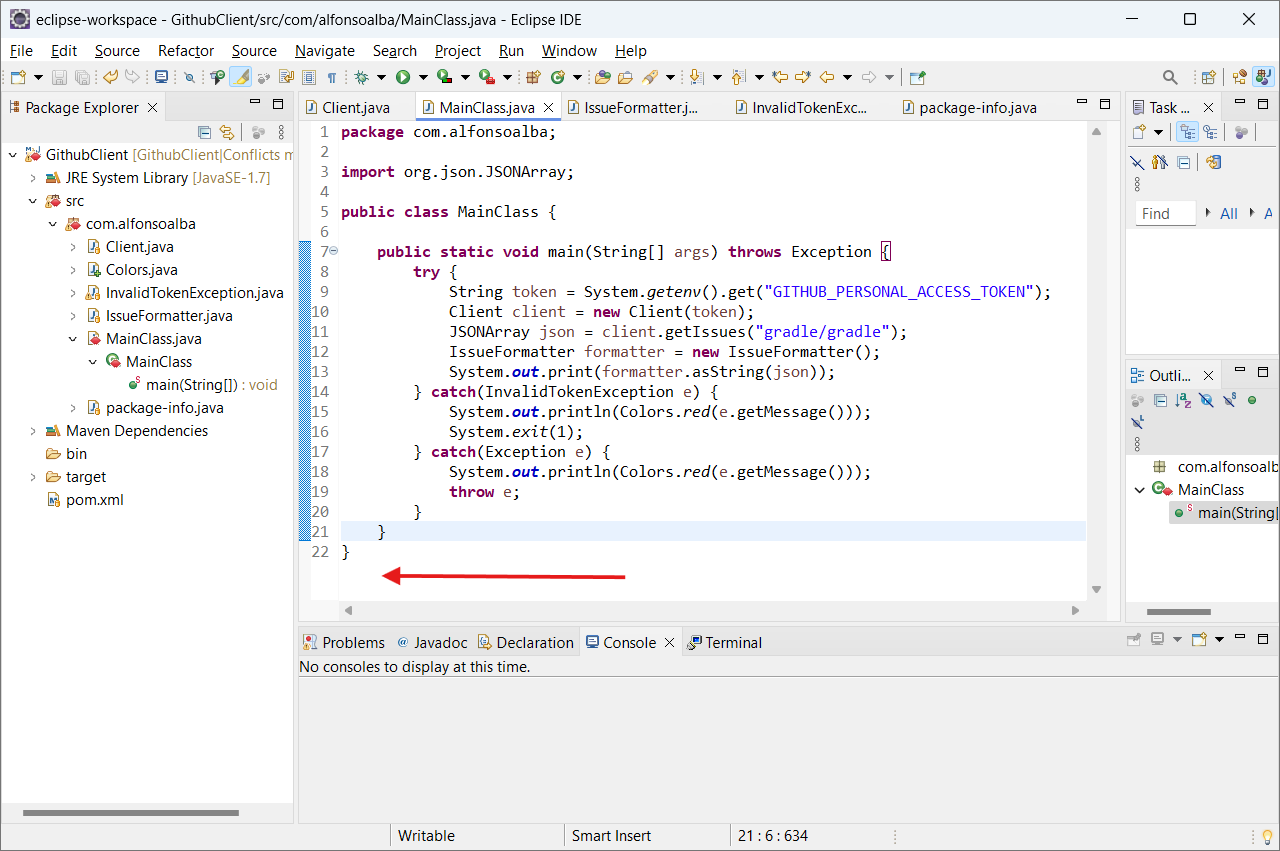 eclipse-workspace - GithubClient/src/com/alfonsoalba/MainClass.java - Eclipse IDE
File Edit Source Refactor Source Navigate Search Project Run Window Help
Package Explorer
GithubClient [GithubClient|Conflicts m
JRE System Library [JavaSE-1.7]
src
com.alfonsoalba
Client.java
Colors.java
InvalidTokenException.java
IssueFormatter.java
MainClass.java
MainClass
main(String[]) : void
package-info.java
Maven Dependencies
bin
target
pom.xml
Client.java MainClass.java IssueFormatter.j... InvalidTokenExc... package-info.java
1 package com.alfonsoalba;
2
3 import org.json.JSONArray;
4
5 public class MainClass {
6
7 public static void main(String[] args) throws Exception {
8 try {
9 String token = System.getenv().get("GITHUB_PERSONAL_ACCESS_TOKEN");
10 Client client = new Client(token);
11 JSONArray json = client.getIssues("gradle/gradle");
12 IssueFormatter formatter = new IssueFormatter();
13 System.out.print(formatter.asString(json));
14 } catch(InvalidTokenException e) {
15 System.out.println(Colors.red(e.getMessage()));
16 System.exit(1);
17 } catch(Exception e) {
18 System.out.println(Colors.red(e.getMessage()));
19 throw e;
20 }
21 }
22 }
Task ...
Find All A
Outli...
com.alfonsoalb
MainClass
main(String[
Problems Javadoc Declaration Console Terminal
No consoles to display at this time.
Writable Smart Insert 21 : 6 : 634